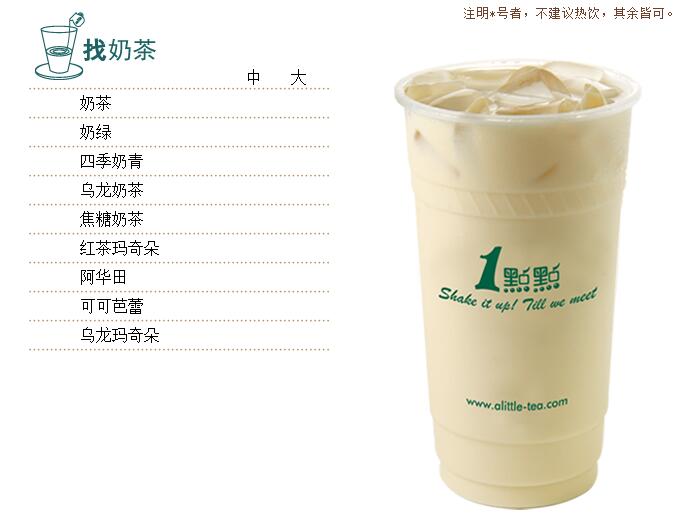 注明*号者，不建议热饮，其余皆可。
找奶茶
中 大
奶茶
奶绿
四季奶青
乌龙奶茶
焦糖奶茶
红茶玛奇朵
阿华田
可可芭蕾
乌龙玛奇朵
1點點
Shake it up! Till we meet
www.alittle-tea.com